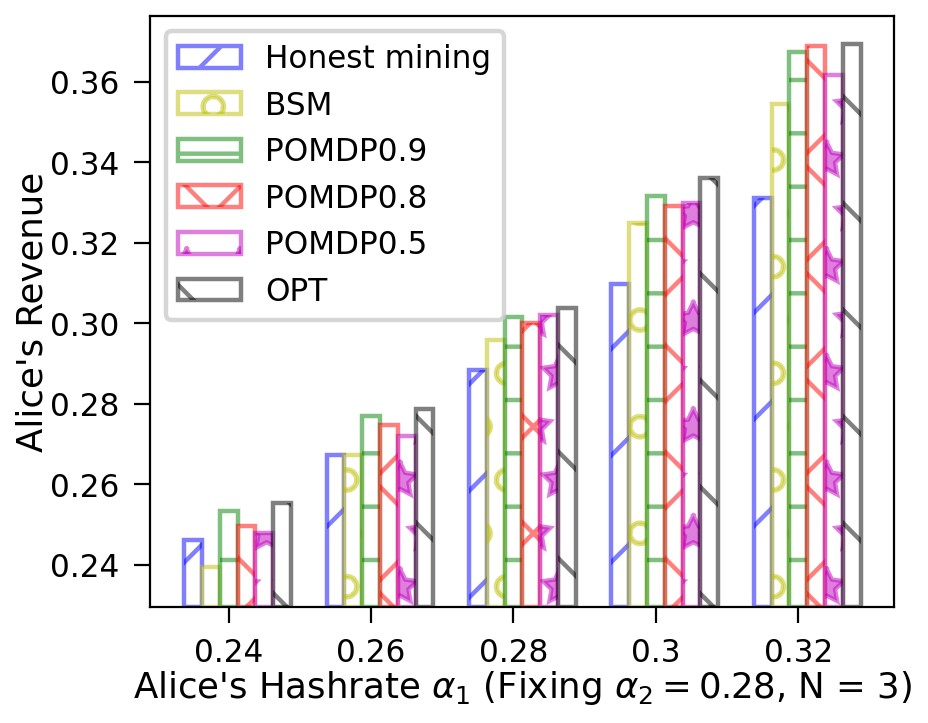 Honest mining
BSM
POMDP0.9
POMDP0.8
POMDP0.5
OPT
Alice's Revenue
0.36
0.34
0.32
0.30
0.28
0.26
0.24
0.24 0.26 0.28 0.3 0.32
Alice's Hashrate α₁ (Fixing α₂ = 0.28, N = 3)